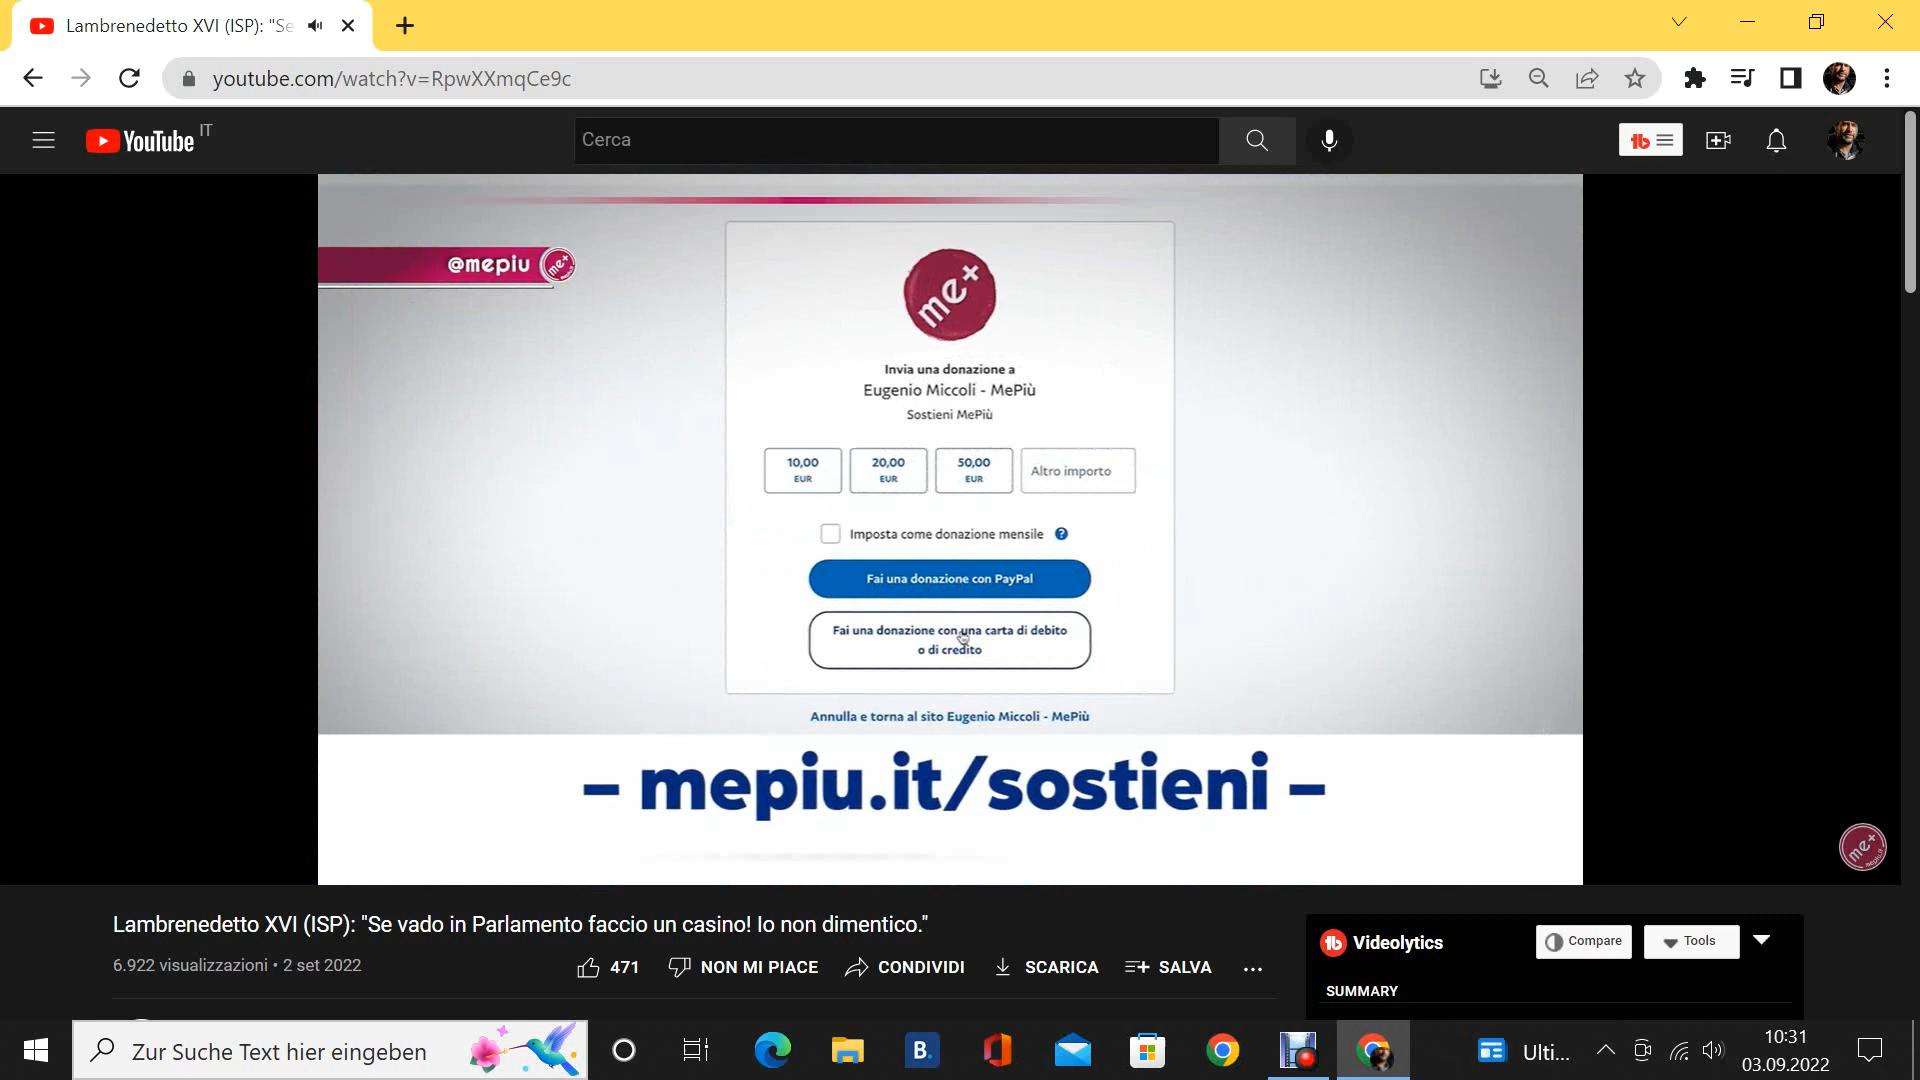 Lambrenedetto XVI (ISP): "Se
youtube.com/watch?v=RpwXXmqCe9c
YouTube IT
Cerca
@mepiu me+
me+
Invia una donazione a
Eugenio Miccoli - MePiù
Sostieni MePiù
10,00 EUR
20,00 EUR
50,00 EUR
Altro importo
Imposta come donazione mensile ?
Fai una donazione con PayPal
Fai una donazione con una carta di debito
o di credito
Annulla e torna al sito Eugenio Miccoli - MePiù
– mepiu.it/sostieni –
me+
mepiu.it
Lambrenedetto XVI (ISP): "Se vado in Parlamento faccio un casino! Io non dimentico."
6.922 visualizzazioni • 2 set 2022
471 NON MI PIACE CONDIVIDI SCARICA SALVA ...
Videolytics Compare Tools
SUMMARY
Zur Suche Text hier eingeben
B.
Ulti...
10:31
03.09.2022